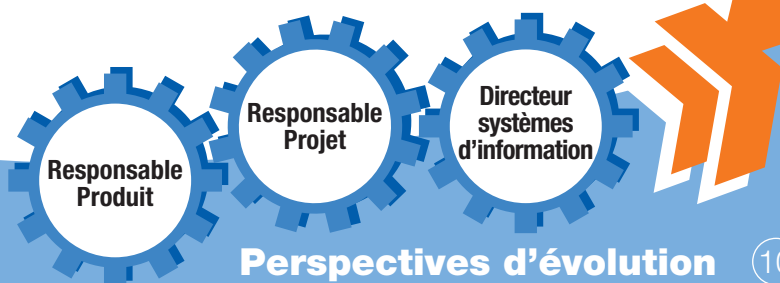 Responsable
Produit
Responsable
Projet
Directeur
systèmes
d'information
Perspectives d'évolution